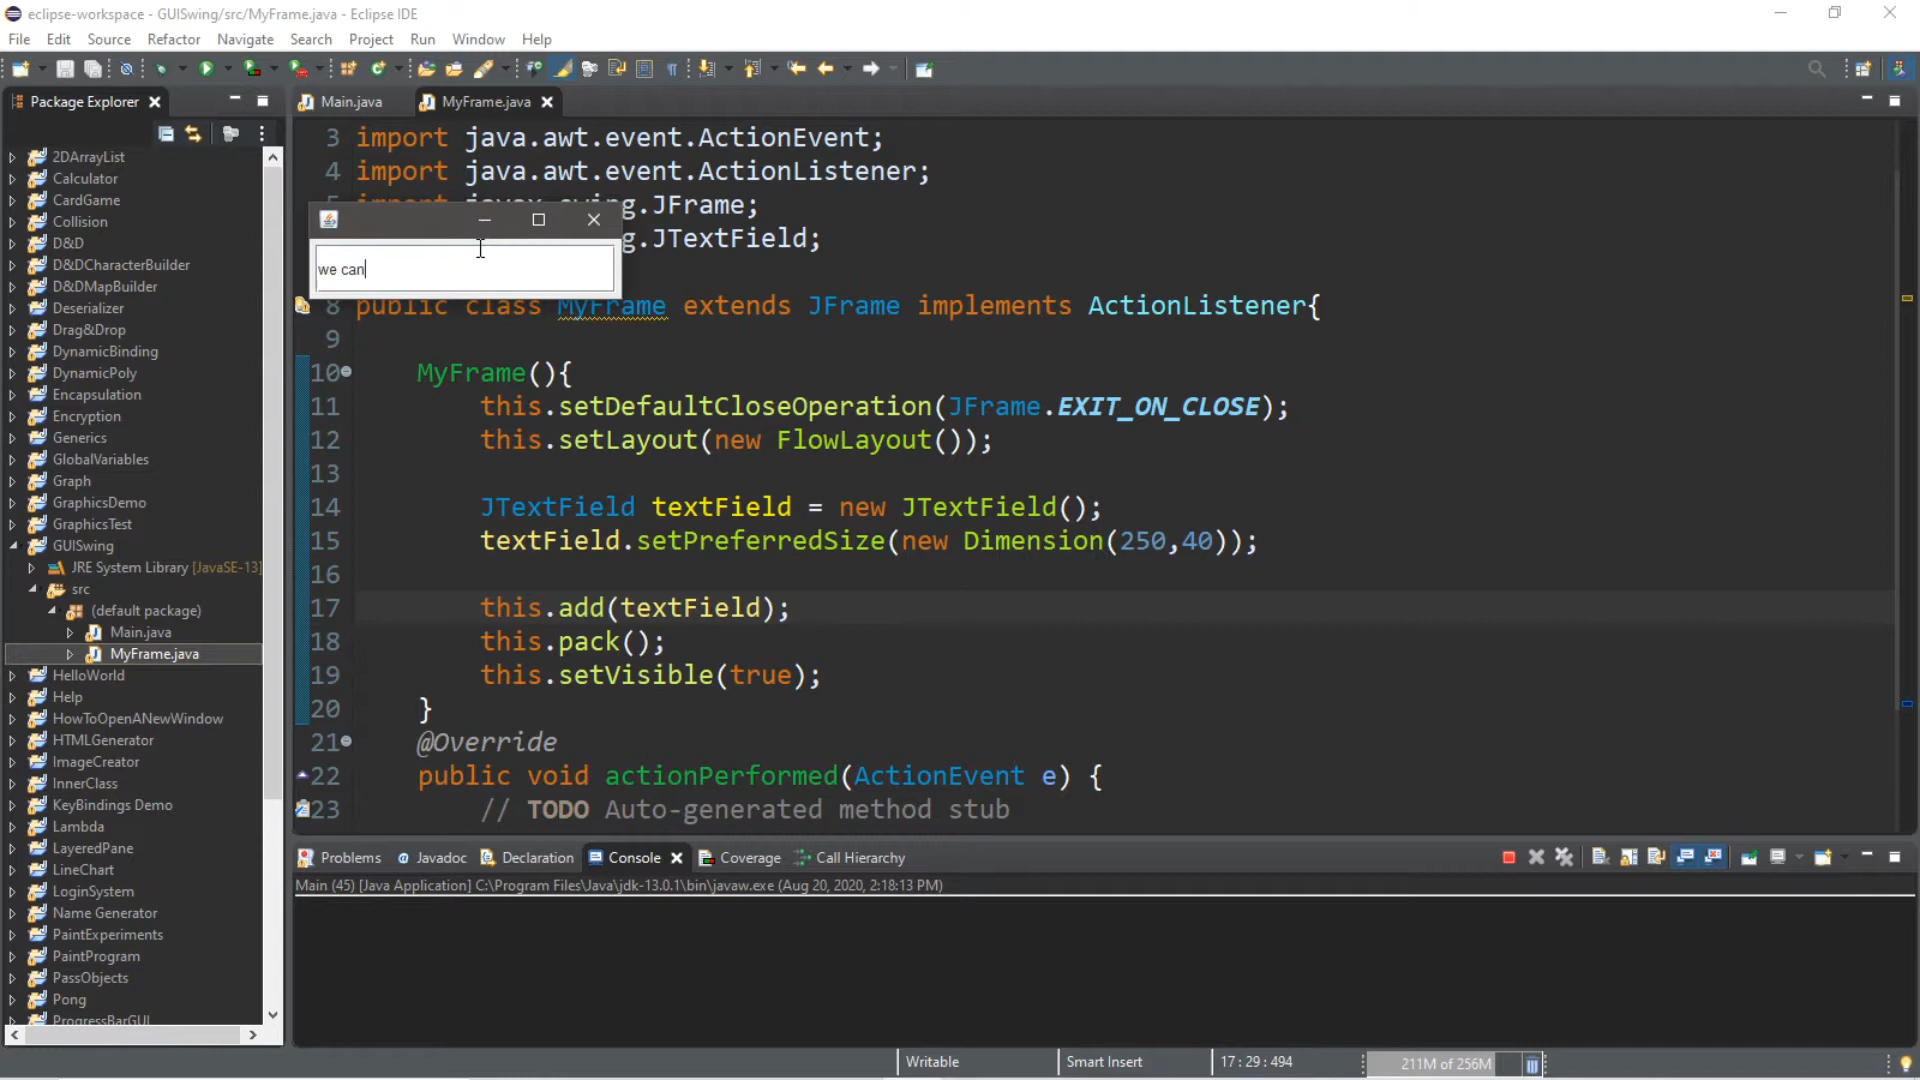 eclipse-workspace - GUISwing/src/MyFrame.java - Eclipse IDE
File Edit Source Refactor Navigate Search Project Run Window Help
Package Explorer
2DArrayList
Calculator
CardGame
Collision
D&D
D&DCharacterBuilder
D&DMapBuilder
Deserializer
Drag&Drop
DynamicBinding
DynamicPoly
Encapsulation
Encryption
Generics
GlobalVariables
Graph
GraphicsDemo
GraphicsTest
GUISwing
JRE System Library [JavaSE-13]
src
(default package)
Main.java
MyFrame.java
HelloWorld
Help
HowToOpenANewWindow
HTMLGenerator
ImageCreator
InnerClass
KeyBindings Demo
Lambda
LayeredPane
LineChart
LoginSystem
Name Generator
PaintExperiments
PaintProgram
PassObjects
Pong
ProgressBarGUI
Main.java MyFrame.java
3 import java.awt.event.ActionEvent;
4 import java.awt.event.ActionListener;
g.JFrame;
g.JTextField;
we can
8 public class MyFrame extends JFrame implements ActionListener{
9
10 MyFrame(){
11 this.setDefaultCloseOperation(JFrame.EXIT_ON_CLOSE);
12 this.setLayout(new FlowLayout());
13
14 JTextField textField = new JTextField();
15 textField.setPreferredSize(new Dimension(250,40));
16
17 this.add(textField);
18 this.pack();
19 this.setVisible(true);
20 }
21 @Override
22 public void actionPerformed(ActionEvent e) {
23 // TODO Auto-generated method stub
Problems Javadoc Declaration Console Coverage Call Hierarchy
Main (45) [Java Application] C:\Program Files\Java\jdk-13.0.1\bin\javaw.exe (Aug 20, 2020, 2:18:13 PM)
Writable Smart Insert 17 : 29 : 494 211M of 256M